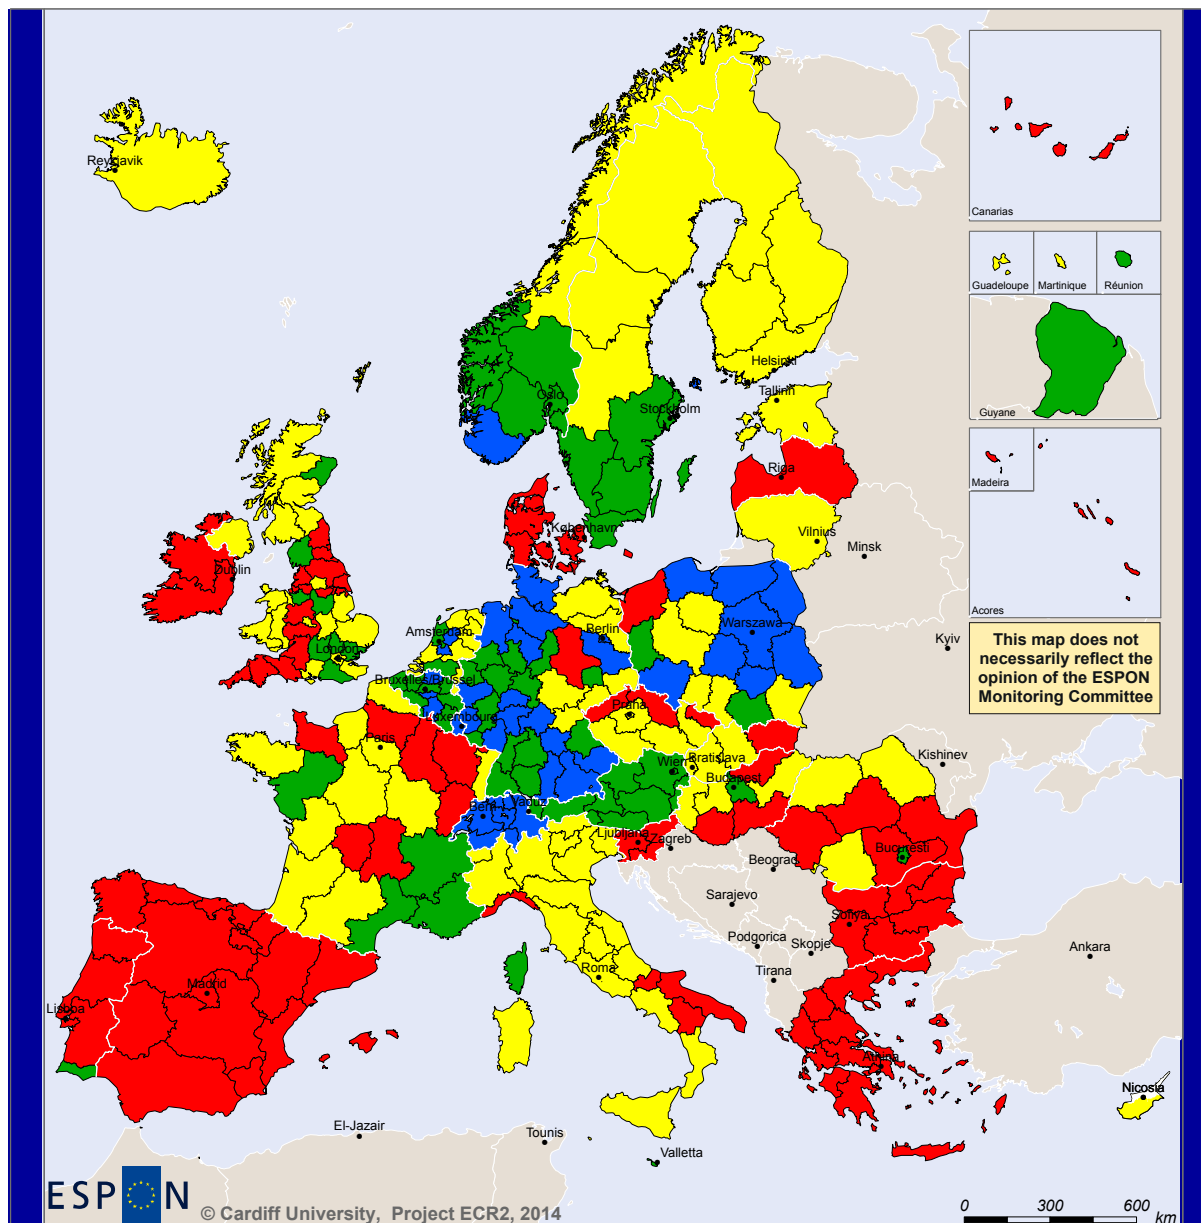 Reykjavik
Canarias
Guadeloupe
Martinique
Réunion
Guyane
Helsinki
Tallinn
Oslo
Stockholm
Madeira
Riga
København
Vilnius
Minsk
Dublin
Acores
Amsterdam
Berlin
Warszawa
London
Kyiv
This map does not
necessarily reflect the
opinion of the ESPON
Monitoring Committee
Bruxelles/Brussel
Luxembourg
Praha
Paris
Kishinev
Wien
Bratislava
Budapest
Bern
Vaduz
Ljubljana
Zagreb
Bucuresti
Beograd
Sarajevo
Sofiya
Podgorica
Skopje
Ankara
Roma
Tirana
Madrid
Lisboa
Athina
Nicosia
El-Jazair
Tounis
Valletta
ESPON
© Cardiff University, Project ECR2, 2014
0 300 600
km